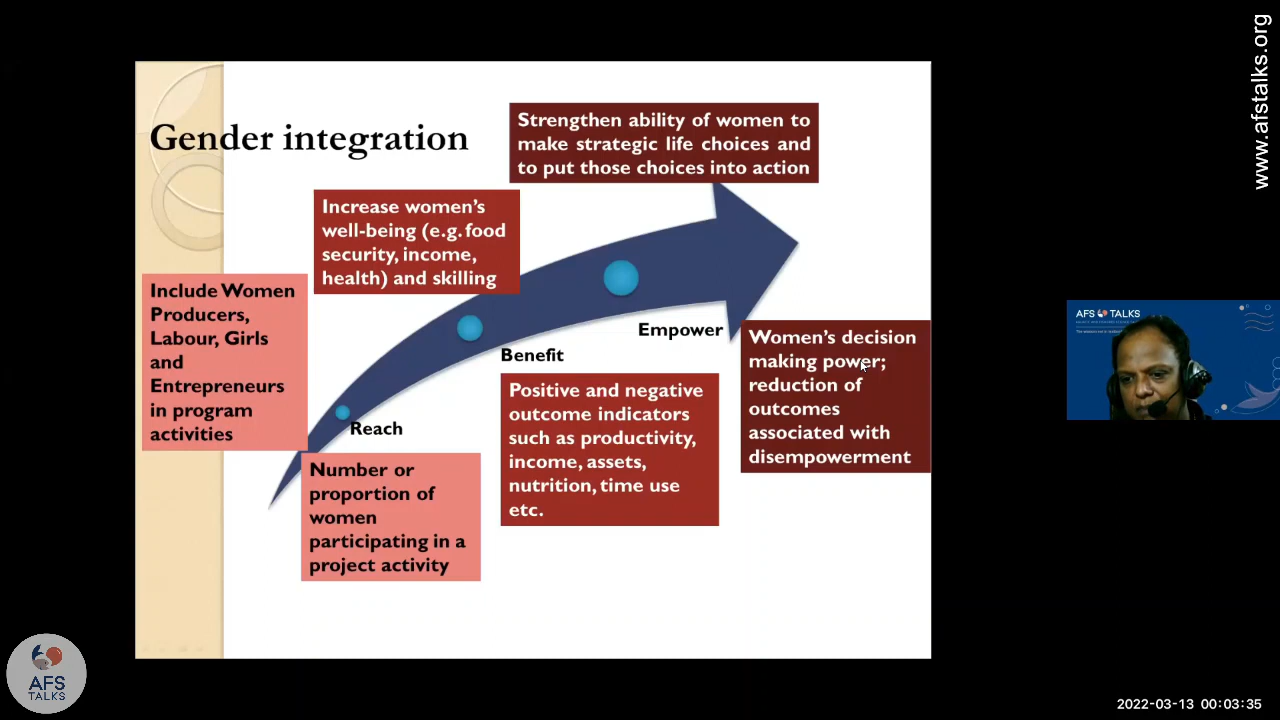 www.afstalks.org
Gender integration
Strengthen ability of women to
make strategic life choices and
to put those choices into action
Increase women's
well-being (e.g. food
security, income,
health) and skilling
Include Women
Producers,
Labour, Girls
and
Entrepreneurs
in program
activities
Empower
Benefit
Reach
Women's decision
making power;
reduction of
outcomes
associated with
disempowerment
Positive and negative
outcome indicators
such as productivity,
income, assets,
nutrition, time use
etc.
Number or
proportion of
women
participating in a
project activity
AFS TALKS
AFS
TALKS
2022-03-13 00:03:35